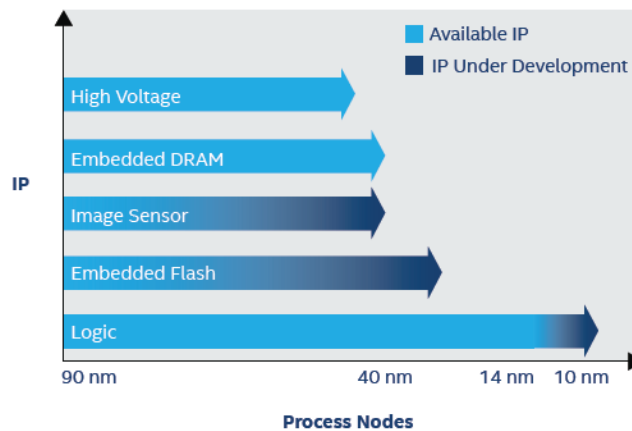 Available IP
IP Under Development
High Voltage
Embedded DRAM
IP
Image Sensor
Embedded Flash
Logic
90 nm 40 nm 14 nm 10 nm
Process Nodes